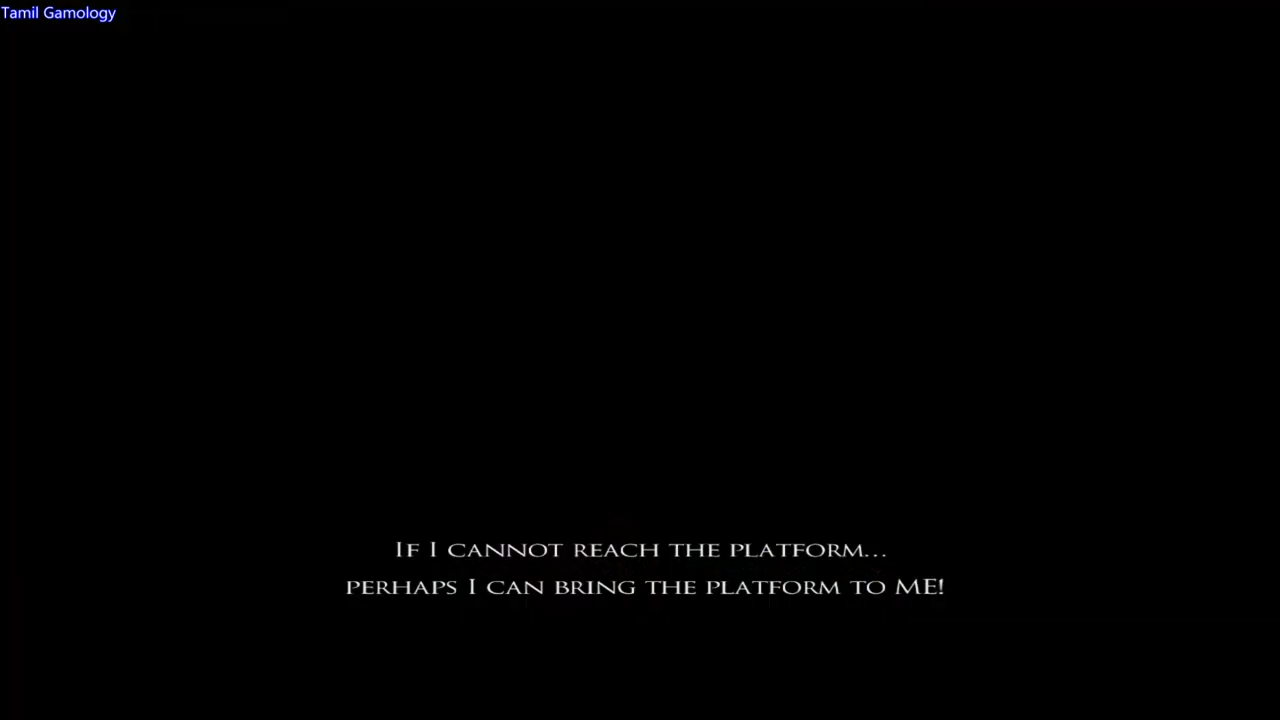 Tamil Gamology
If I cannot reach the platform...
perhaps I can bring the platform to ME!